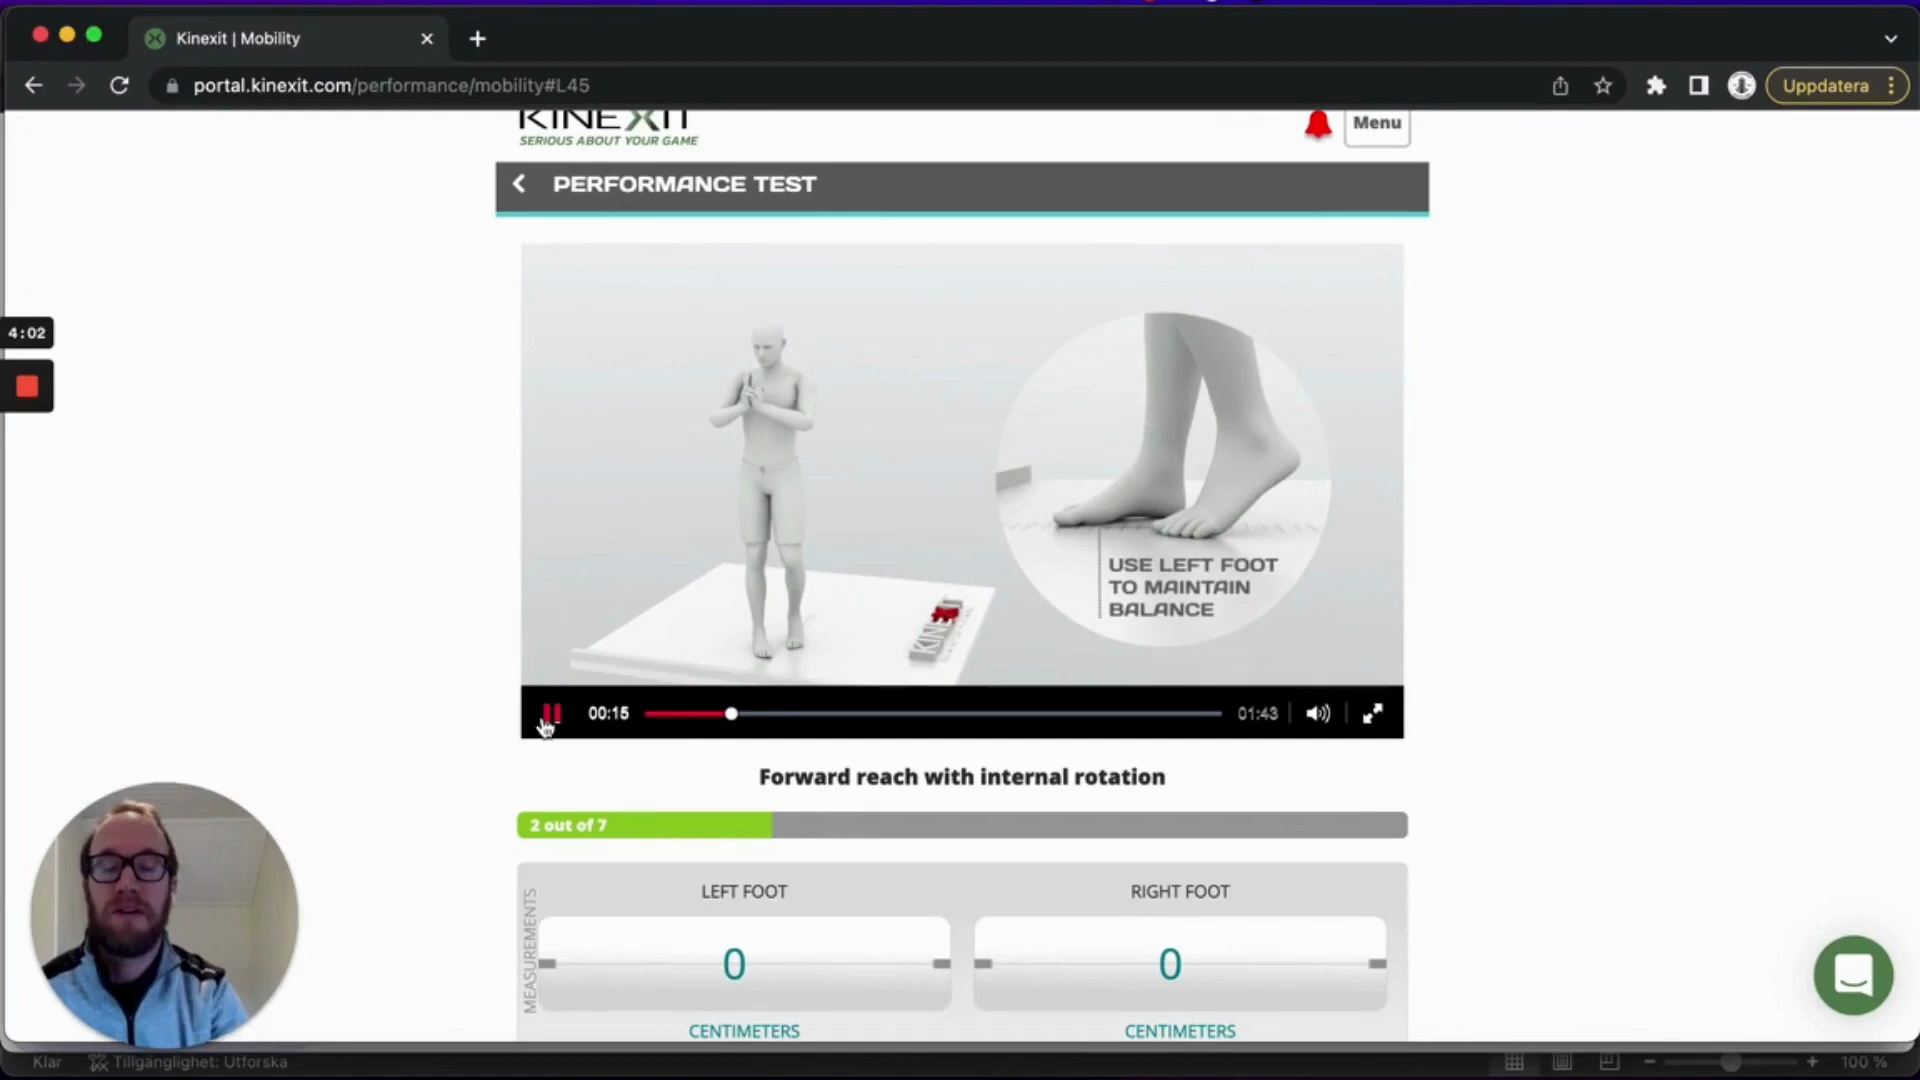 Kinexit | Mobility
portal.kinexit.com/performance/mobility#L45
Uppdatera
KINEXIT
SERIOUS ABOUT YOUR GAME
Menu
PERFORMANCE TEST
4:02
USE LEFT FOOT
TO MAINTAIN
BALANCE
KINEXIT
00:15
01:43
Forward reach with internal rotation
2 out of 7
MEASUREMENTS
LEFT FOOT
RIGHT FOOT
0
0
CENTIMETERS
CENTIMETERS
Klar
Tillgänglighet: Utforska
100 %